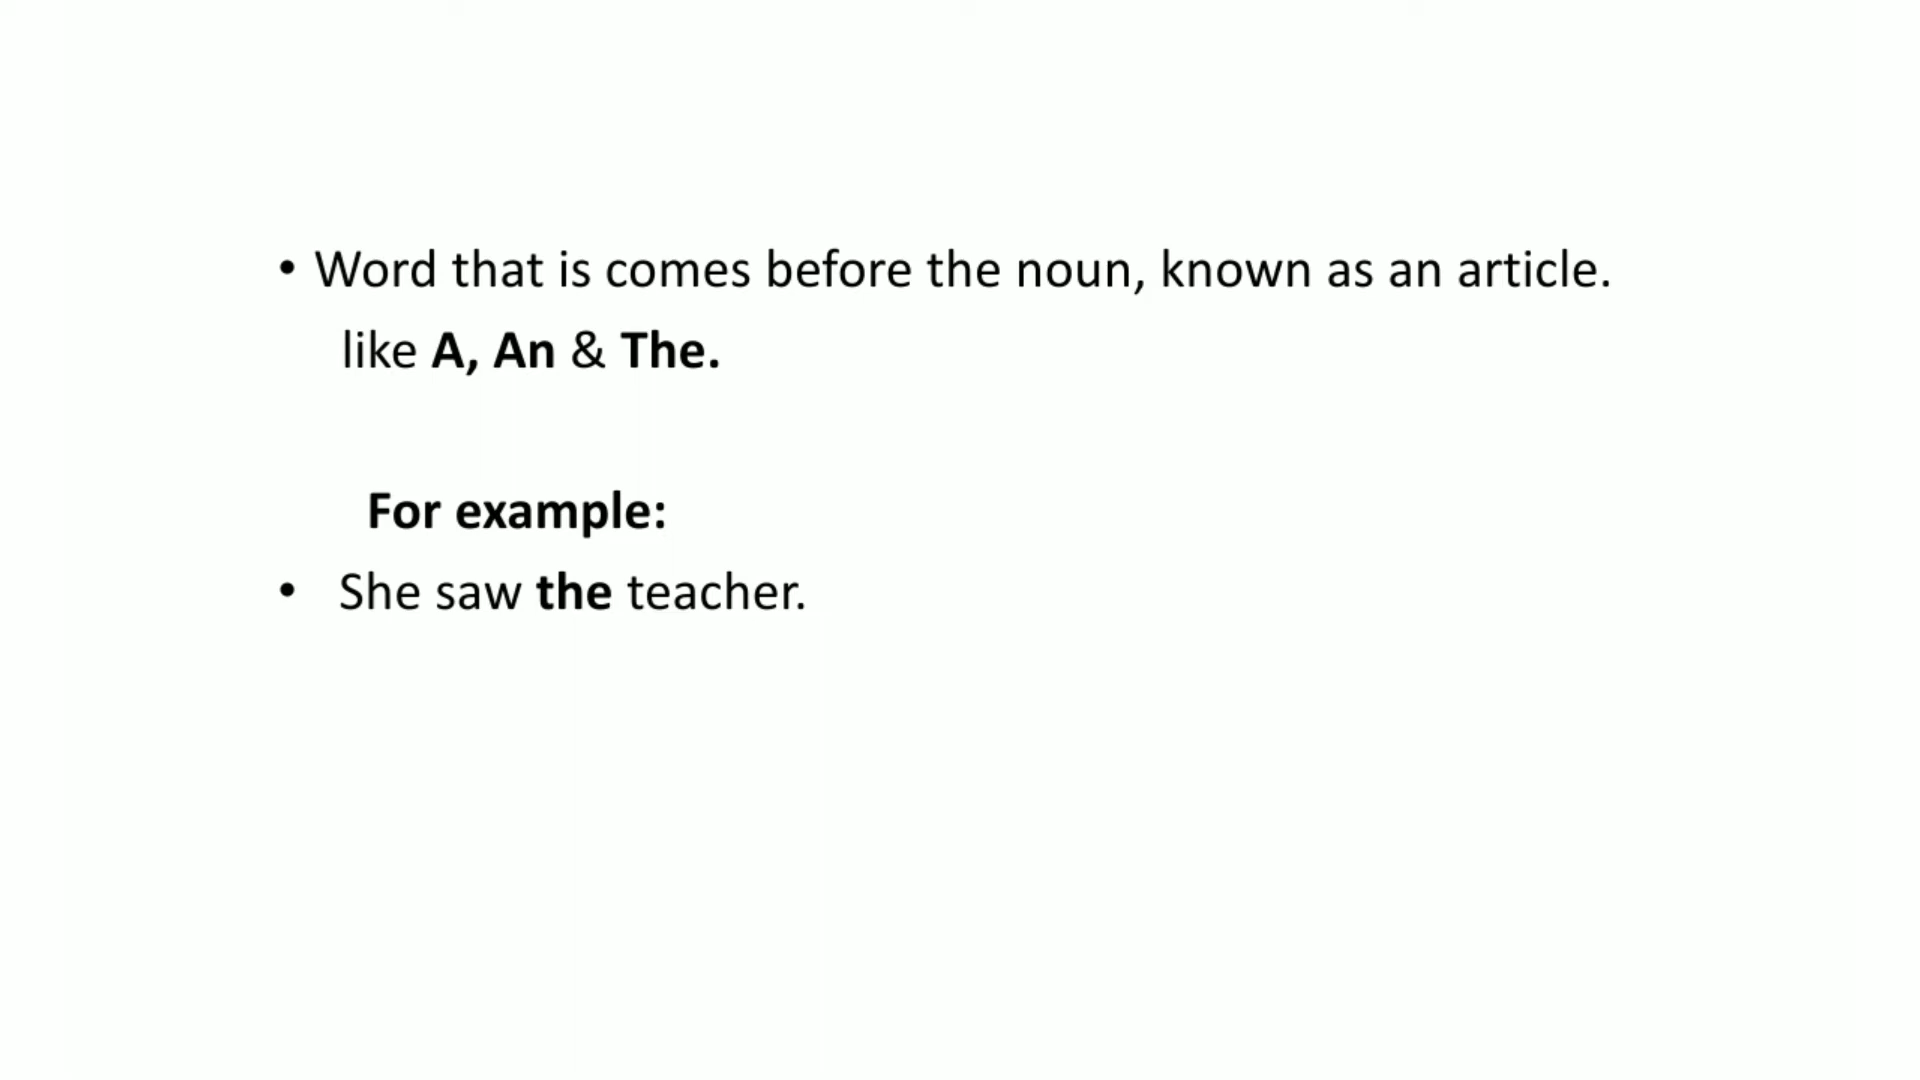 • Word that is comes before the noun, known as an article.
like A, An & The.
For example:
• She saw the teacher.